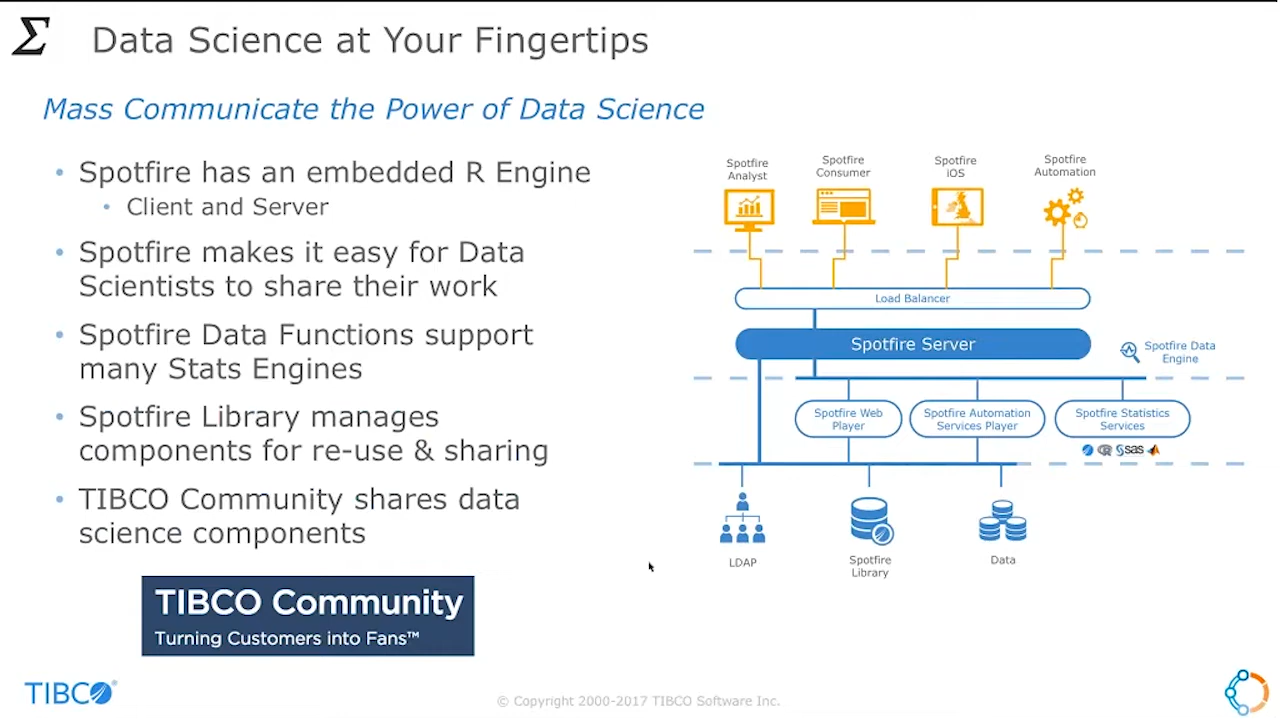 Σ Data Science at Your Fingertips
Mass Communicate the Power of Data Science
• Spotfire has an embedded R Engine
• Client and Server
• Spotfire makes it easy for Data
Scientists to share their work
• Spotfire Data Functions support
many Stats Engines
• Spotfire Library manages
components for re-use & sharing
• TIBCO Community shares data
science components
TIBCO Community
Turning Customers into Fans™
Spotfire
Analyst
Spotfire
Consumer
Spotfire
iOS
Spotfire
Automation
Load Balancer
Spotfire Server
Spotfire Data
Engine
Spotfire Web
Player
Spotfire Automation
Services Player
Spotfire Statistics
Services
R sas
LDAP
Spotfire
Library
Data
TIBCO®
© Copyright 2000-2017 TIBCO Software Inc.